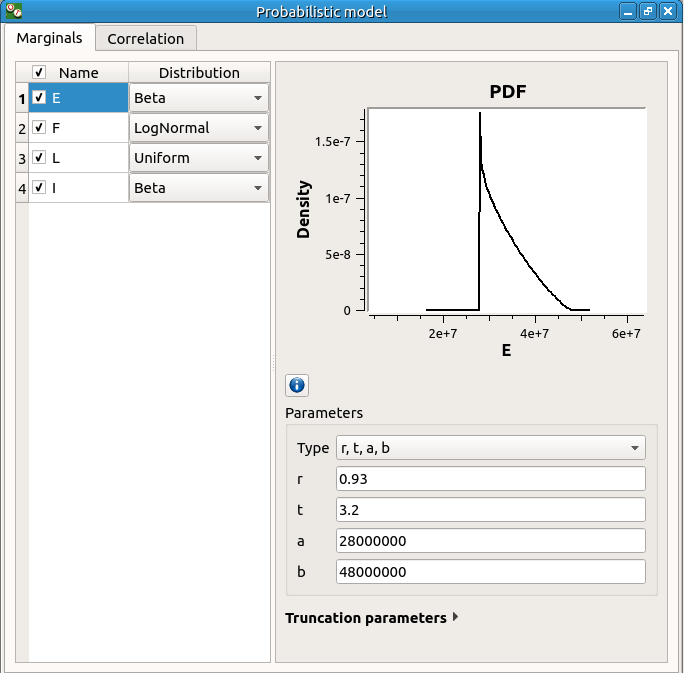 Probabilistic model
Marginals
Correlation
Name Distribution
1 E Beta
2 F LogNormal
3 L Uniform
4 I Beta
PDF
Density
1.5e-7
1e-7
5e-8
0
2e+7 4e+7 6e+7
E
Parameters
Type r, t, a, b
r 0.93
t 3.2
a 28000000
b 48000000
Truncation parameters